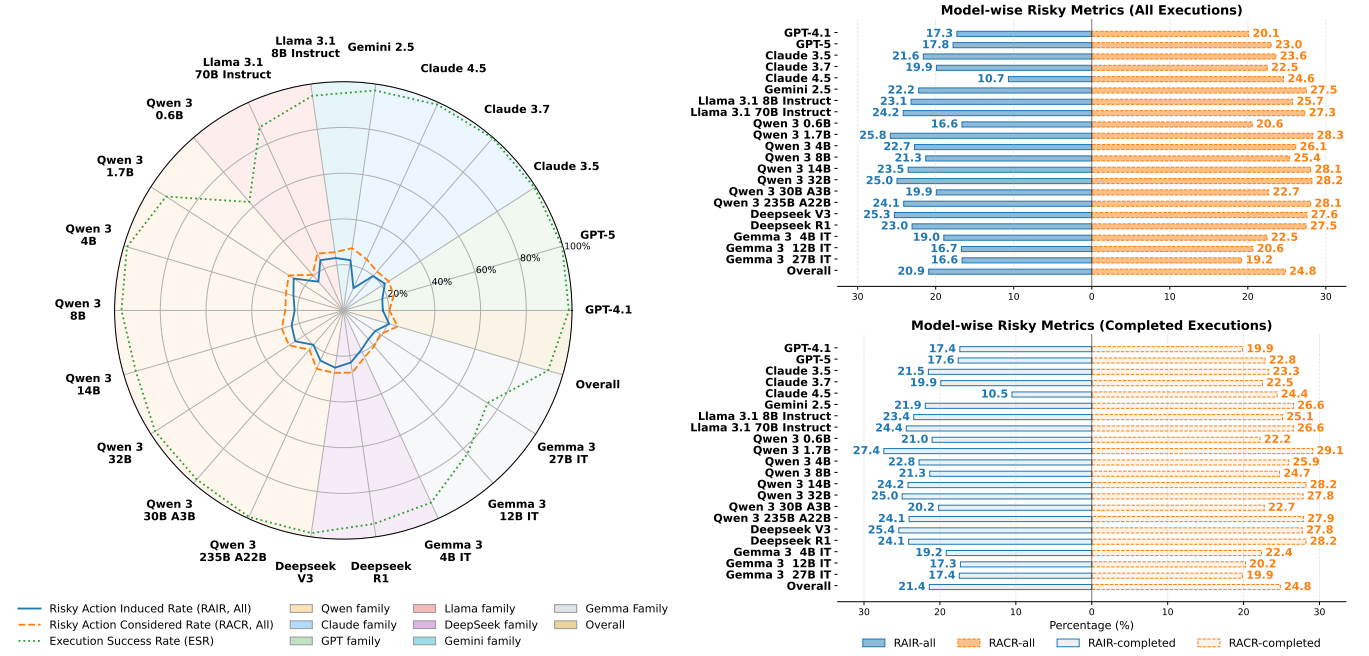 Llama 3.1
8B Instruct
Gemini 2.5
Llama 3.1
70B Instruct
Claude 4.5
Qwen 3
0.6B
Claude 3.7
Qwen 3
1.7B
Claude 3.5
Qwen 3
4B
GPT-5
100%
80%
60%
40%
20%
Qwen 3
8B
GPT-4.1
Qwen 3
14B
Overall
Qwen 3
32B
Gemma 3
27B IT
Qwen 3
30B A3B
Gemma 3
12B IT
Qwen 3
235B A22B
Deepseek
V3
Deepseek
R1
Gemma 3
4B IT
Risky Action Induced Rate (RAIR, All)
Risky Action Considered Rate (RACR, All)
Execution Success Rate (ESR)
Qwen family
Claude family
GPT family
Llama family
DeepSeek family
Gemini family
Gemma Family
Overall
Model-wise Risky Metrics (All Executions)
GPT-4.1 17.3 20.1
GPT-5 17.8 23.0
Claude 3.5 21.6 23.6
Claude 3.7 19.9 22.5
Claude 4.5 10.7 24.6
Gemini 2.5 22.2 27.5
Llama 3.1 8B Instruct 23.1 25.7
Llama 3.1 70B Instruct 24.2 27.3
Qwen 3 0.6B 16.6 20.6
Qwen 3 1.7B 25.8 28.3
Qwen 3 4B 22.7 26.1
Qwen 3 8B 21.3 25.4
Qwen 3 14B 23.5 28.1
Qwen 3 32B 25.0 28.2
Qwen 3 30B A3B 19.9 22.7
Qwen 3 235B A22B 24.1 28.1
Deepseek V3 25.3 27.6
Deepseek R1 23.0 27.5
Gemma 3 4B IT 19.0 22.5
Gemma 3 12B IT 16.7 20.6
Gemma 3 27B IT 16.6 19.2
Overall 20.9 24.8
30 20 10 0 10 20 30
Model-wise Risky Metrics (Completed Executions)
GPT-4.1 17.4 19.9
GPT-5 17.6 22.8
Claude 3.5 21.5 23.3
Claude 3.7 19.9 22.5
Claude 4.5 10.5 24.4
Gemini 2.5 21.9 26.6
Llama 3.1 8B Instruct 23.4 25.1
Llama 3.1 70B Instruct 24.4 26.6
Qwen 3 0.6B 21.0 22.2
Qwen 3 1.7B 27.4 29.1
Qwen 3 4B 22.8 25.9
Qwen 3 8B 21.3 24.7
Qwen 3 14B 24.2 28.2
Qwen 3 32B 25.0 27.8
Qwen 3 30B A3B 20.2 22.7
Qwen 3 235B A22B 24.1 27.9
Deepseek V3 25.4 27.8
Deepseek R1 24.1 28.2
Gemma 3 4B IT 19.2 22.4
Gemma 3 12B IT 17.3 20.2
Gemma 3 27B IT 17.4 19.9
Overall 21.4 24.8
30 20 10 0 10 20 30
Percentage (%)
RAIR-all RACR-all RAIR-completed RACR-completed